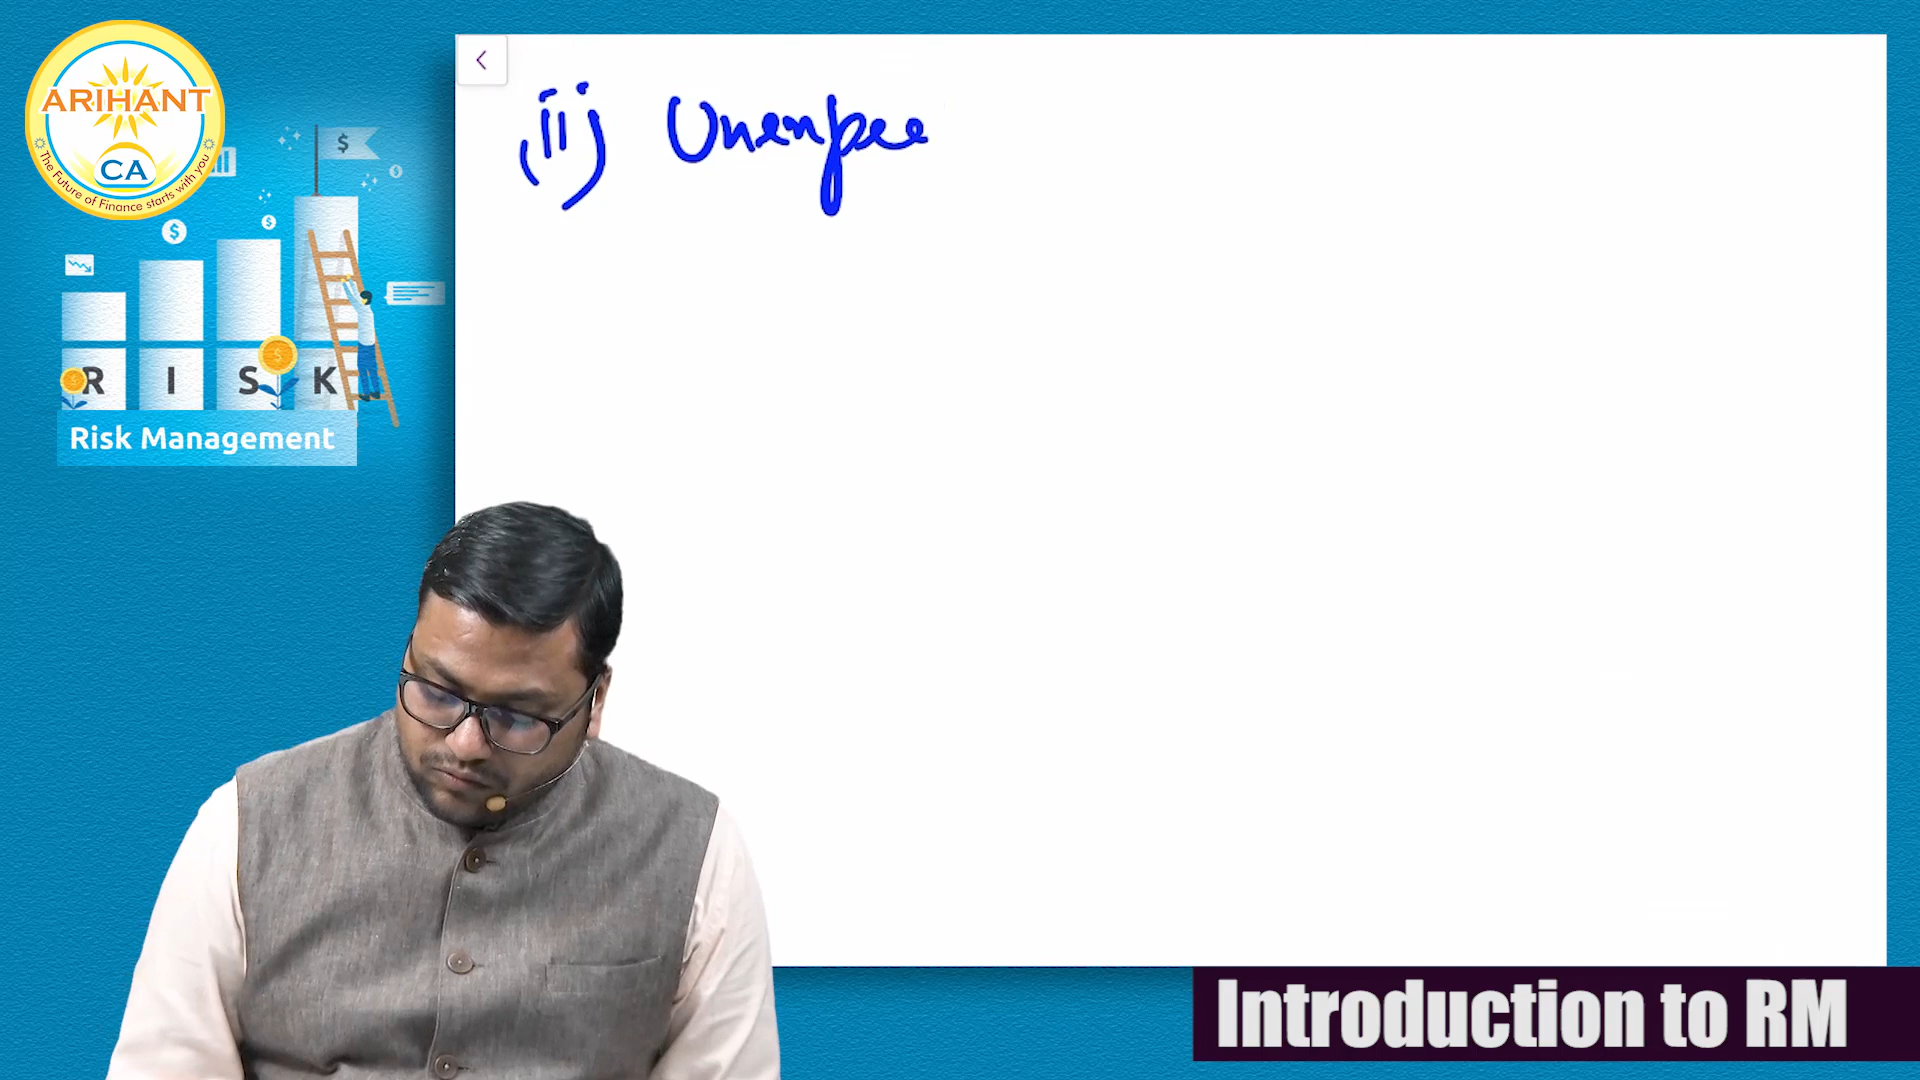 ARIHANT
CA
The Future of Finance starts with you
$
$
$
$
$
$
R I S K
Risk Management
(ii) Unexpec
Introduction to RM